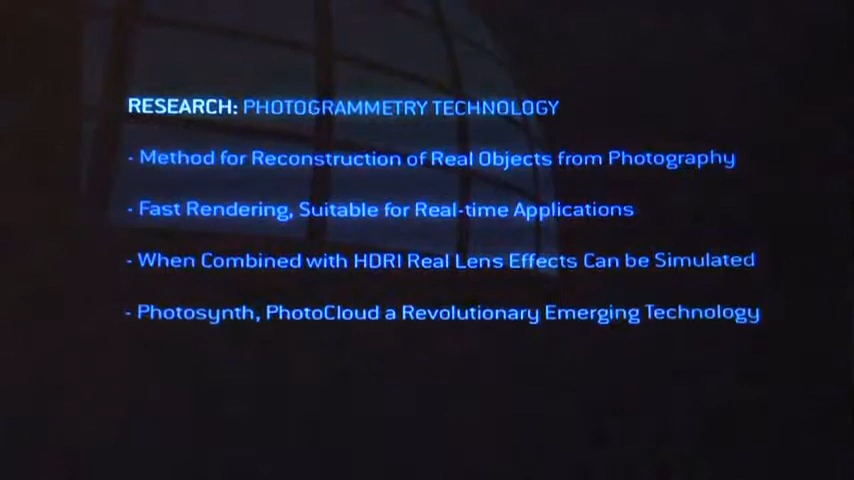 RESEARCH: PHOTOGRAMMETRY TECHNOLOGY
- Method for Reconstruction of Real Objects from Photography
- Fast Rendering, Suitable for Real-time Applications
- When Combined with HDRI Real Lens Effects Can be Simulated
- Photosynth, PhotoCloud a Revolutionary Emerging Technology